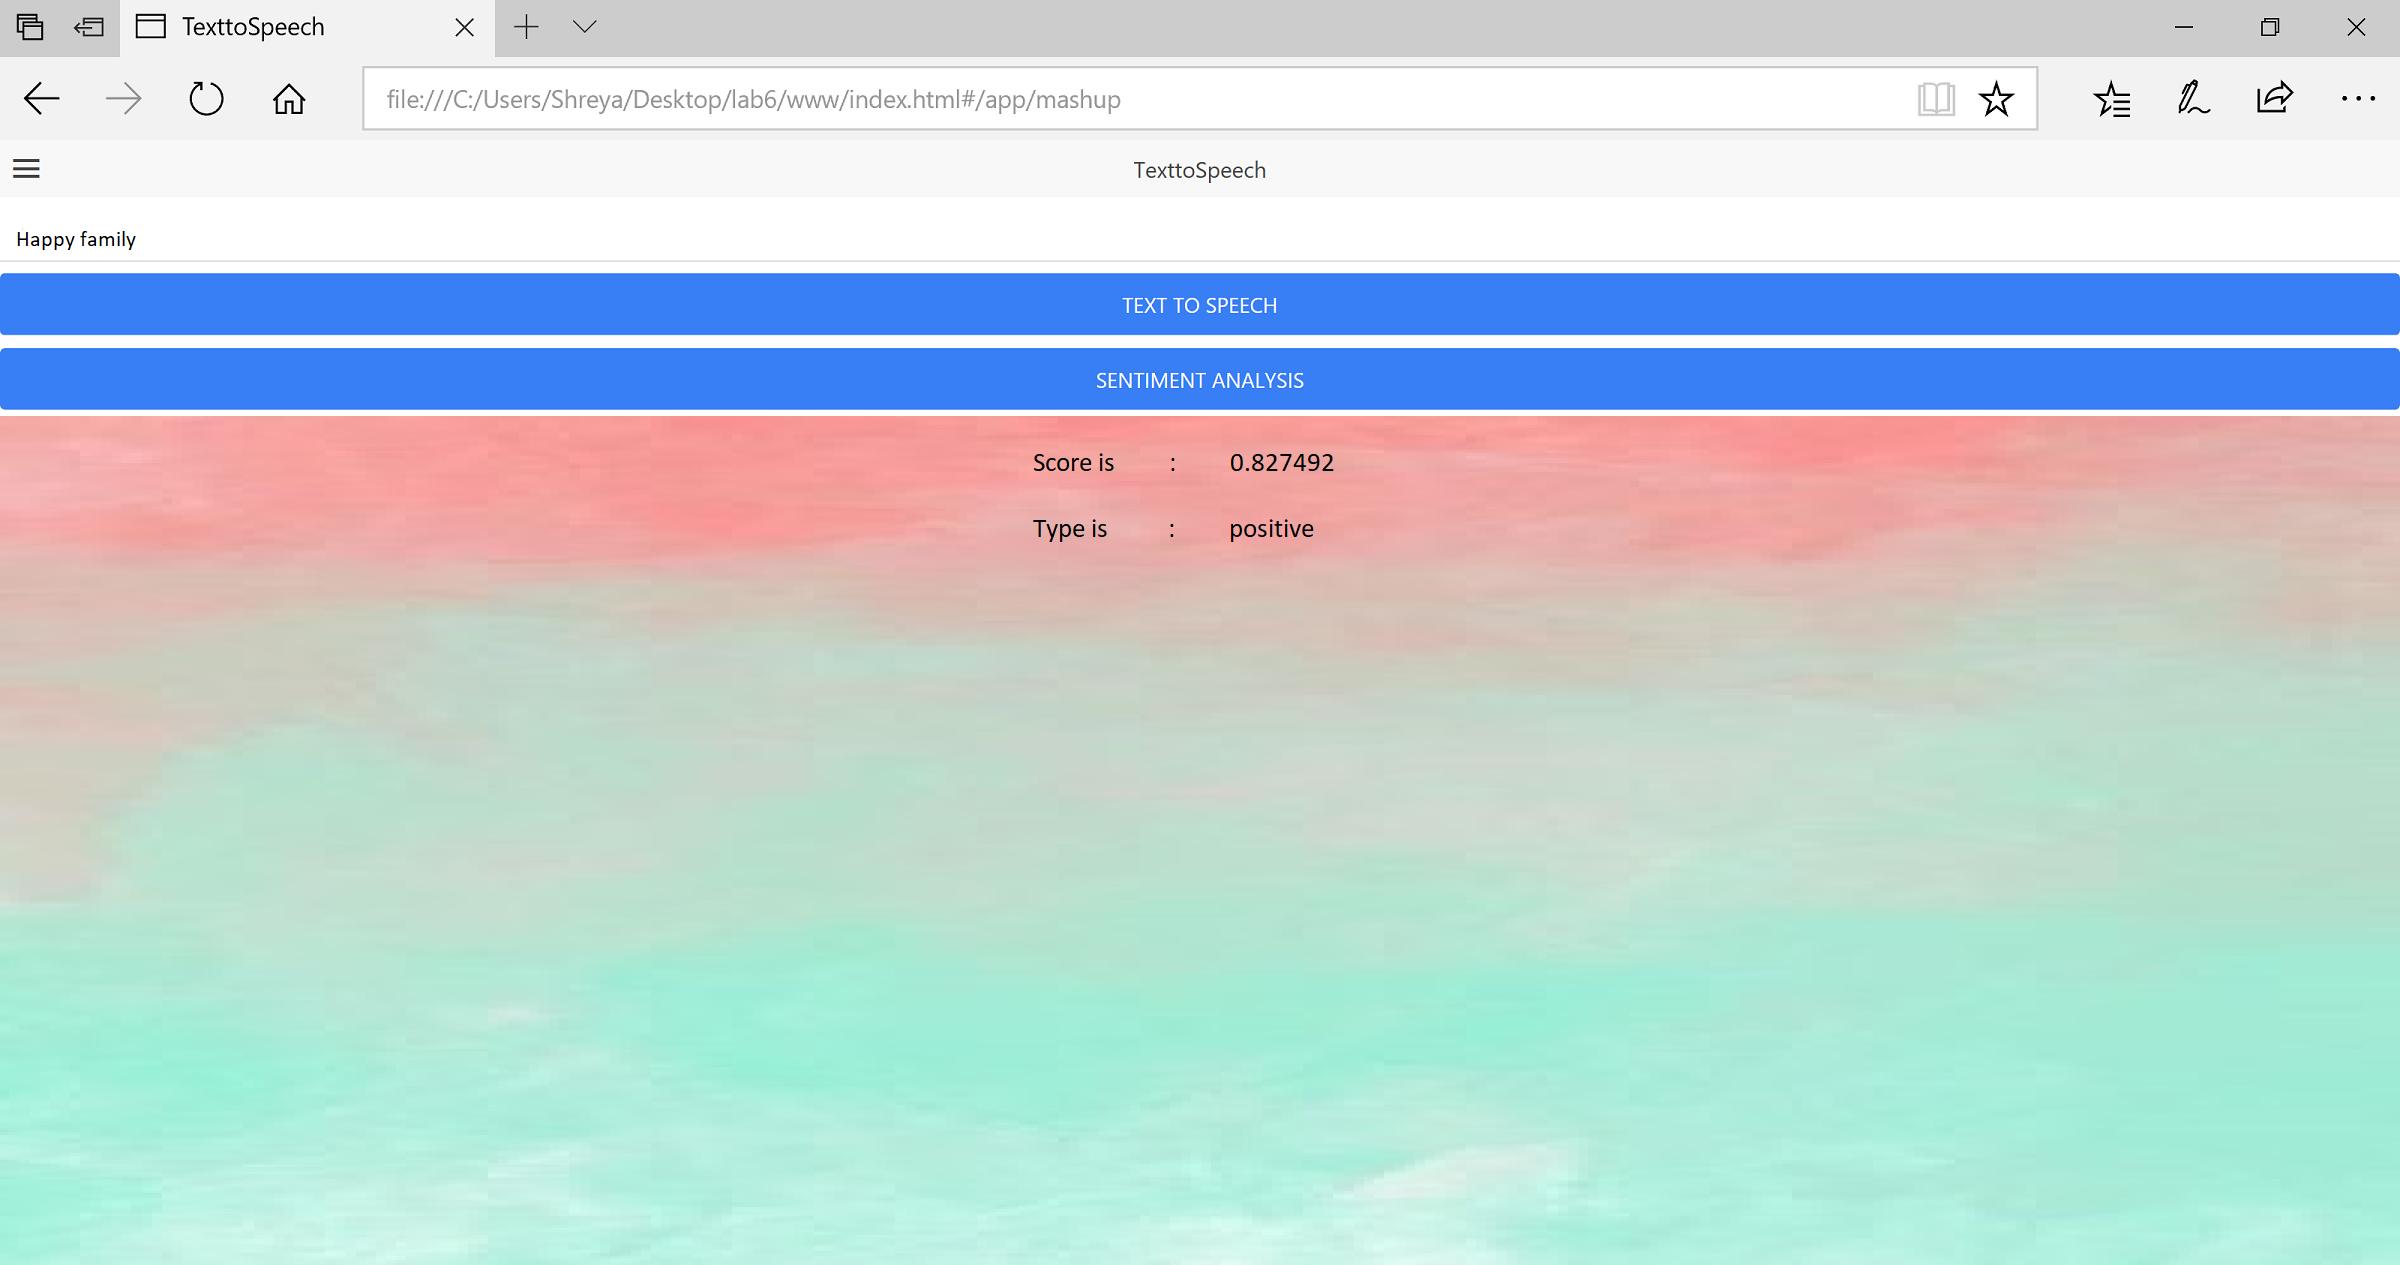 TexttoSpeech
file:///C:/Users/Shreya/Desktop/lab6/www/index.html#/app/mashup
TexttoSpeech
Happy family
TEXT TO SPEECH
SENTIMENT ANALYSIS
Score is : 0.827492
Type is : positive